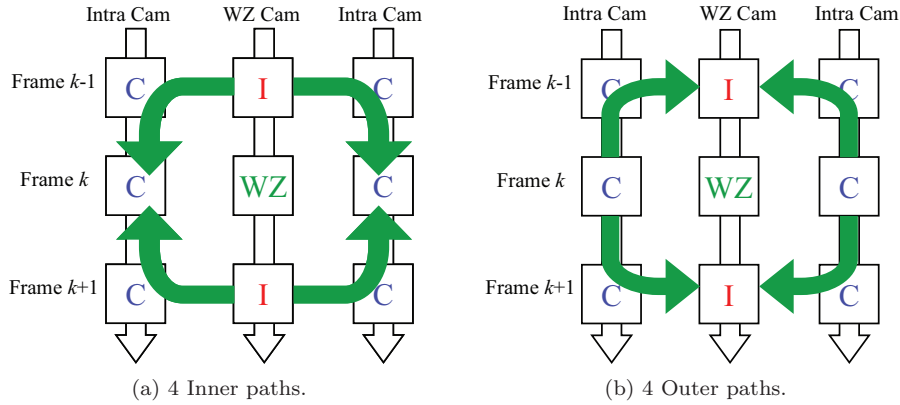 Intra Cam WZ Cam Intra Cam
Frame k-1 C I C
Frame k C WZ C
Frame k+1 C I C
(a) 4 Inner paths.
Intra Cam WZ Cam Intra Cam
Frame k-1 C I C
Frame k C WZ C
Frame k+1 C I C
(b) 4 Outer paths.